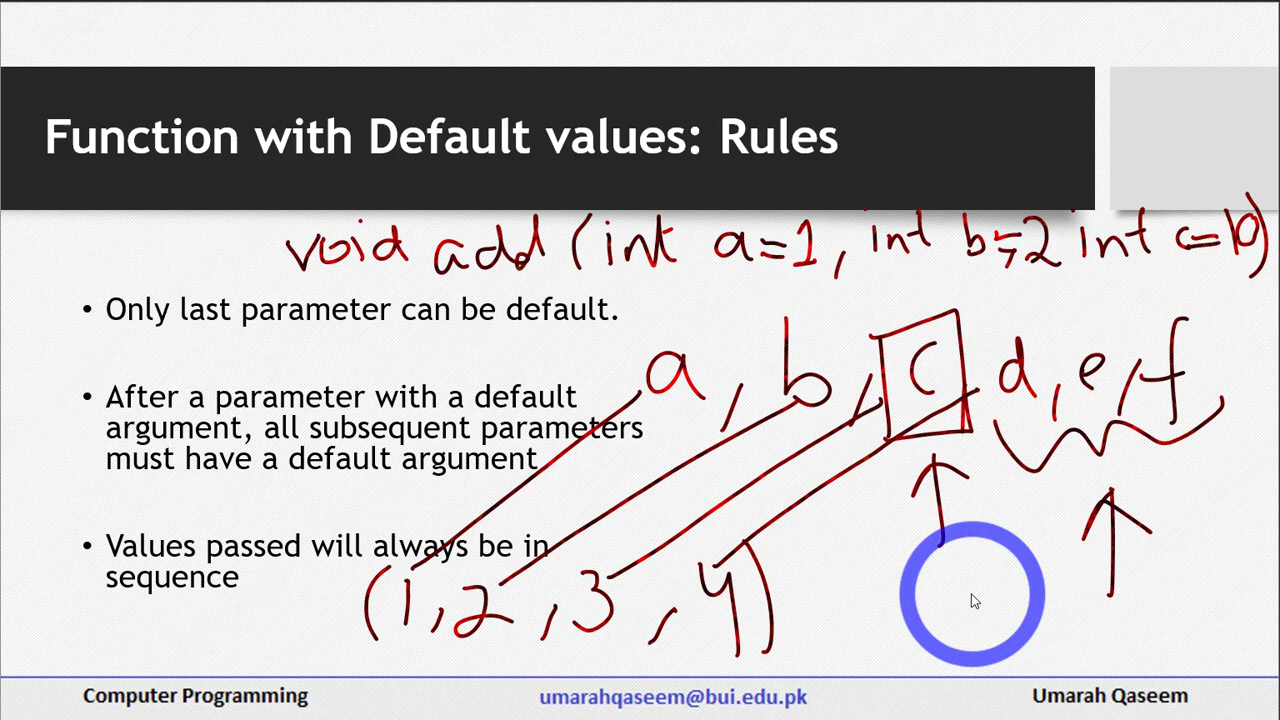 Function with Default values: Rules
void add (int a=1, int b=2 int c=10)
• Only last parameter can be default.
a, b, c d, e, f
• After a parameter with a default
argument, all subsequent parameters
must have a default argument
• Values passed will always be in
sequence
(1, 2, 3, 4)
Computer Programming
umarahqaseem@bui.edu.pk
Umarah Qaseem